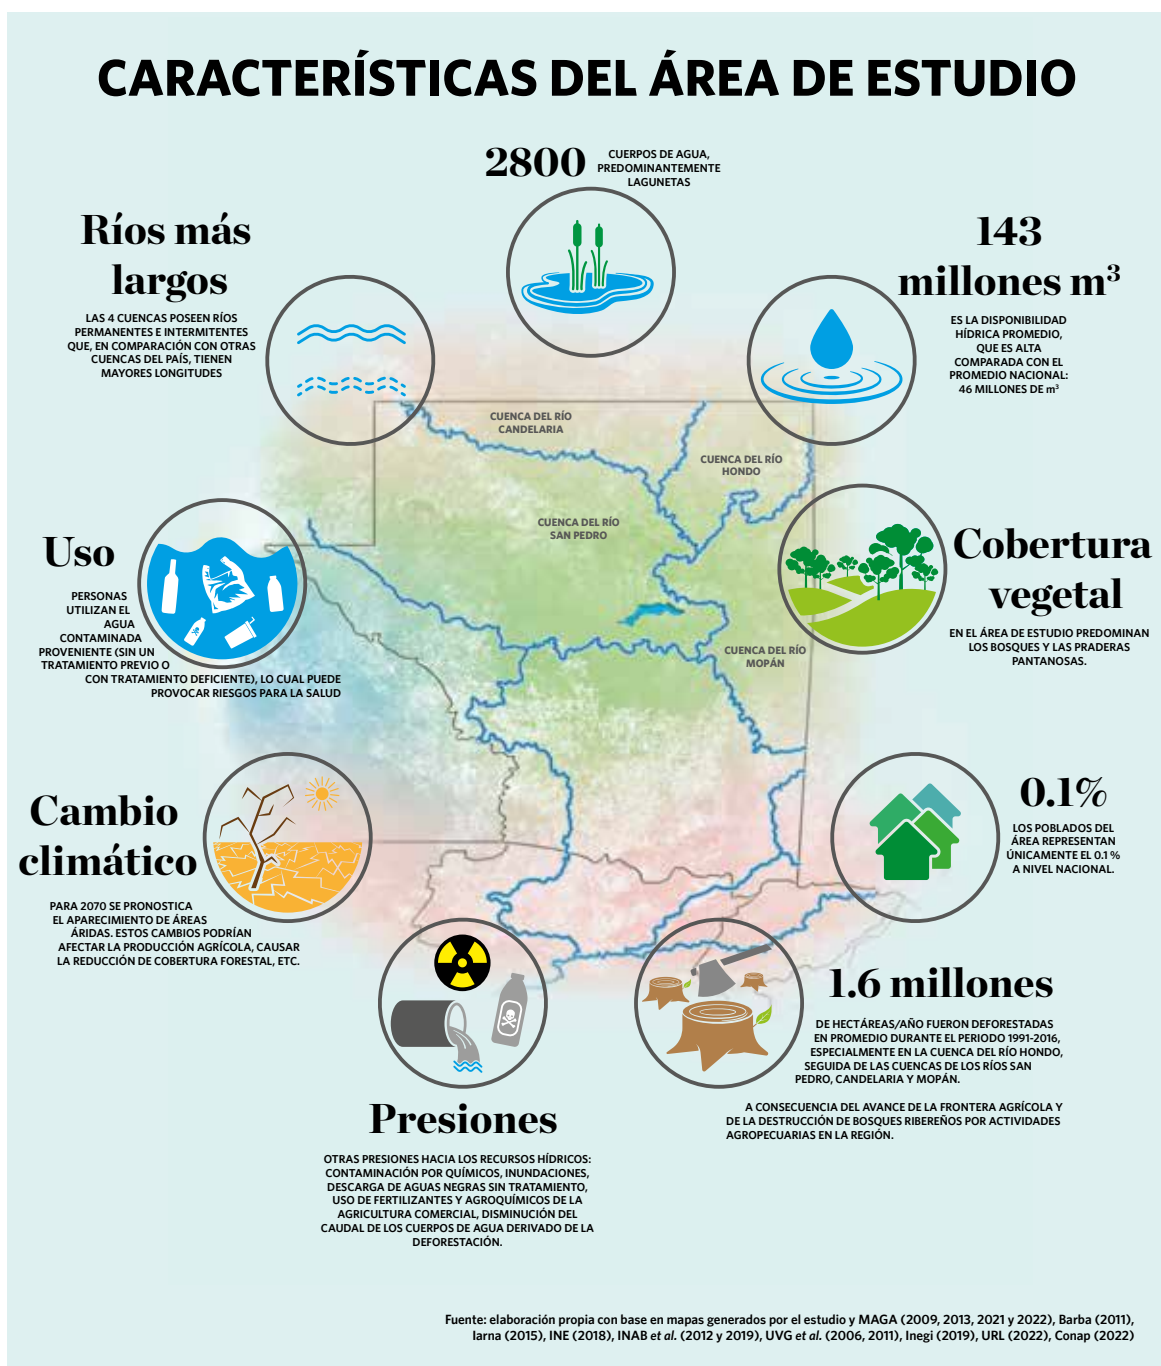 CARACTERÍSTICAS DEL ÁREA DE ESTUDIO
2800
CUERPOS DE AGUA,
PREDOMINANTEMENTE
LAGUNETAS
Ríos más
largos
LAS 4 CUENCAS POSEEN RÍOS
PERMANENTES E INTERMITENTES
QUE, EN COMPARACIÓN CON OTRAS
CUENCAS DEL PAÍS, TIENEN
MAYORES LONGITUDES
143
millones m³
ES LA DISPONIBILIDAD
HÍDRICA PROMEDIO,
QUE ES ALTA
COMPARADA CON EL
PROMEDIO NACIONAL:
46 MILLONES DE m³
CUENCA DEL RÍO
CANDELARIA
CUENCA DEL RÍO
HONDO
CUENCA DEL RÍO
SAN PEDRO
CUENCA DEL RÍO
MOPÁN
Uso
PERSONAS
UTILIZAN EL
AGUA
CONTAMINADA
PROVENIENTE (SIN UN
TRATAMIENTO PREVIO O
CON TRATAMIENTO DEFICIENTE), LO CUAL PUEDE
PROVOCAR RIESGOS PARA LA SALUD
Cobertura
vegetal
EN EL ÁREA DE ESTUDIO PREDOMINAN
LOS BOSQUES Y LAS PRADERAS
PANTANOSAS.
Cambio
climático
PARA 2070 SE PRONOSTICA
EL APARECIMIENTO DE ÁREAS
ÁRIDAS. ESTOS CAMBIOS PODRÍAN
AFECTAR LA PRODUCCIÓN AGRÍCOLA, CAUSAR
LA REDUCCIÓN DE COBERTURA FORESTAL, ETC.
0.1%
LOS POBLADOS DEL
ÁREA REPRESENTAN
ÚNICAMENTE EL 0.1 %
A NIVEL NACIONAL.
1.6 millones
DE HECTÁREAS/AÑO FUERON DEFORESTADAS
EN PROMEDIO DURANTE EL PERIODO 1991-2016,
ESPECIALMENTE EN LA CUENCA DEL RÍO HONDO,
SEGUIDA DE LAS CUENCAS DE LOS RÍOS SAN
PEDRO, CANDELARIA Y MOPÁN.
A CONSECUENCIA DEL AVANCE DE LA FRONTERA AGRÍCOLA Y
DE LA DESTRUCCIÓN DE BOSQUES RIBEREÑOS POR ACTIVIDADES
AGROPECUARIAS EN LA REGIÓN.
Presiones
OTRAS PRESIONES HACIA LOS RECURSOS HÍDRICOS:
CONTAMINACIÓN POR QUÍMICOS, INUNDACIONES,
DESCARGA DE AGUAS NEGRAS SIN TRATAMIENTO,
USO DE FERTILIZANTES Y AGROQUÍMICOS DE LA
AGRICULTURA COMERCIAL, DISMINUCIÓN DEL
CAUDAL DE LOS CUERPOS DE AGUA DERIVADO DE LA
DEFORESTACIÓN.
Fuente: elaboración propia con base en mapas generados por el estudio y MAGA (2009, 2013, 2021 y 2022), Barba (2011),
Iarna (2015), INE (2018), INAB et al. (2012 y 2019), UVG et al. (2006, 2011), Inegi (2019), URL (2022), Conap (2022)